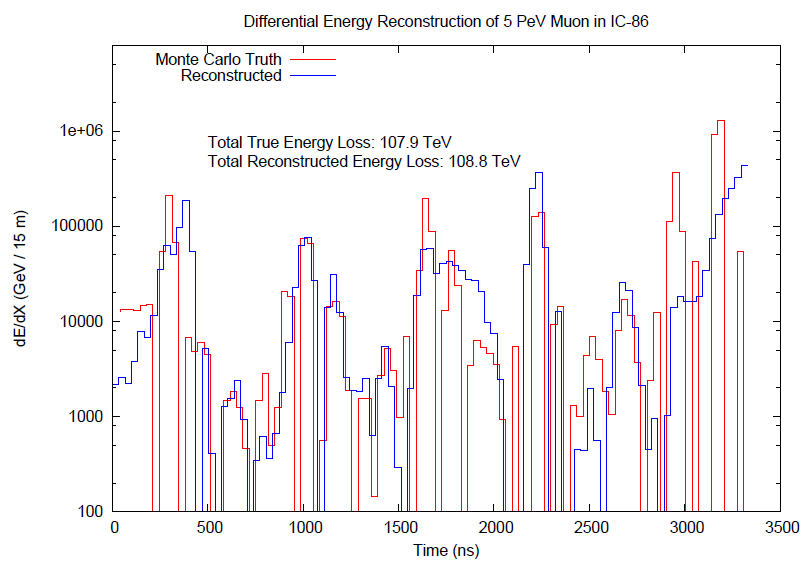 Differential Energy Reconstruction of 5 PeV Muon in IC-86
Monte Carlo Truth
Reconstructed
Total True Energy Loss: 107.9 TeV
Total Reconstructed Energy Loss: 108.8 TeV
1e+06
100000
10000
1000
100
dE/dX (GeV / 15 m)
0 500 1000 1500 2000 2500 3000 3500
Time (ns)